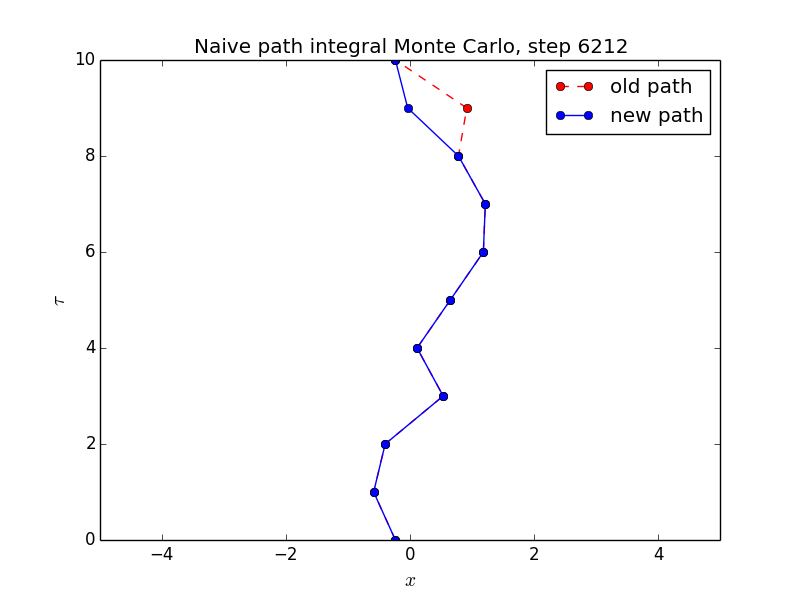 Naive path integral Monte Carlo, step 6212
old path
new path
10
8
6
4
2
0
τ
−4 −2 0 2 4
x